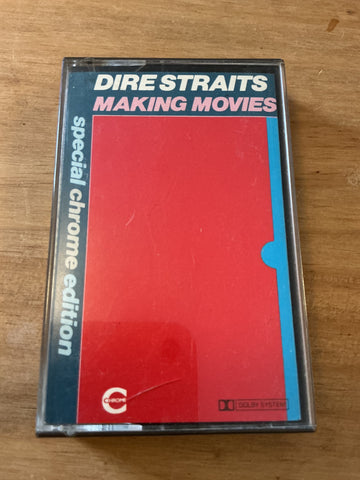 DIRE STRAITS
MAKING MOVIES
special chrome edition
CHROME
DOLBY SYSTEM